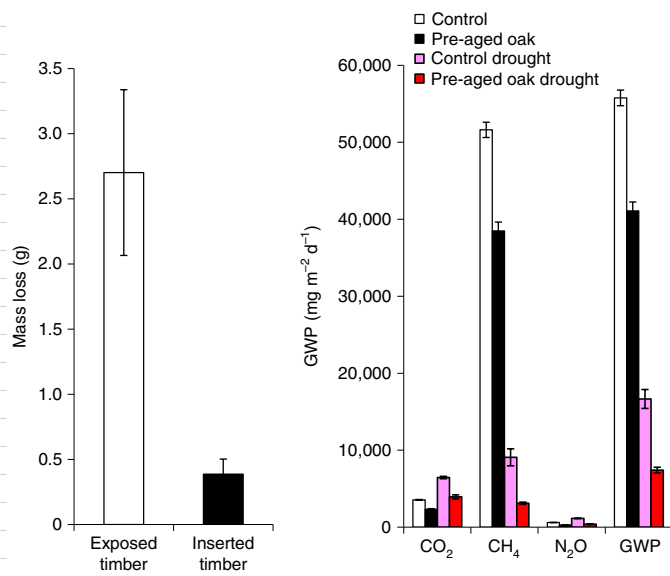 Mass loss (g)
3.5
3.0
2.5
2.0
1.5
1.0
0.5
0
Exposed
timber
Inserted
timber
Control
Pre-aged oak
Control drought
Pre-aged oak drought
GWP (mg m⁻² d⁻¹)
60,000
50,000
40,000
30,000
20,000
10,000
0
CO₂
CH₄
N₂O
GWP